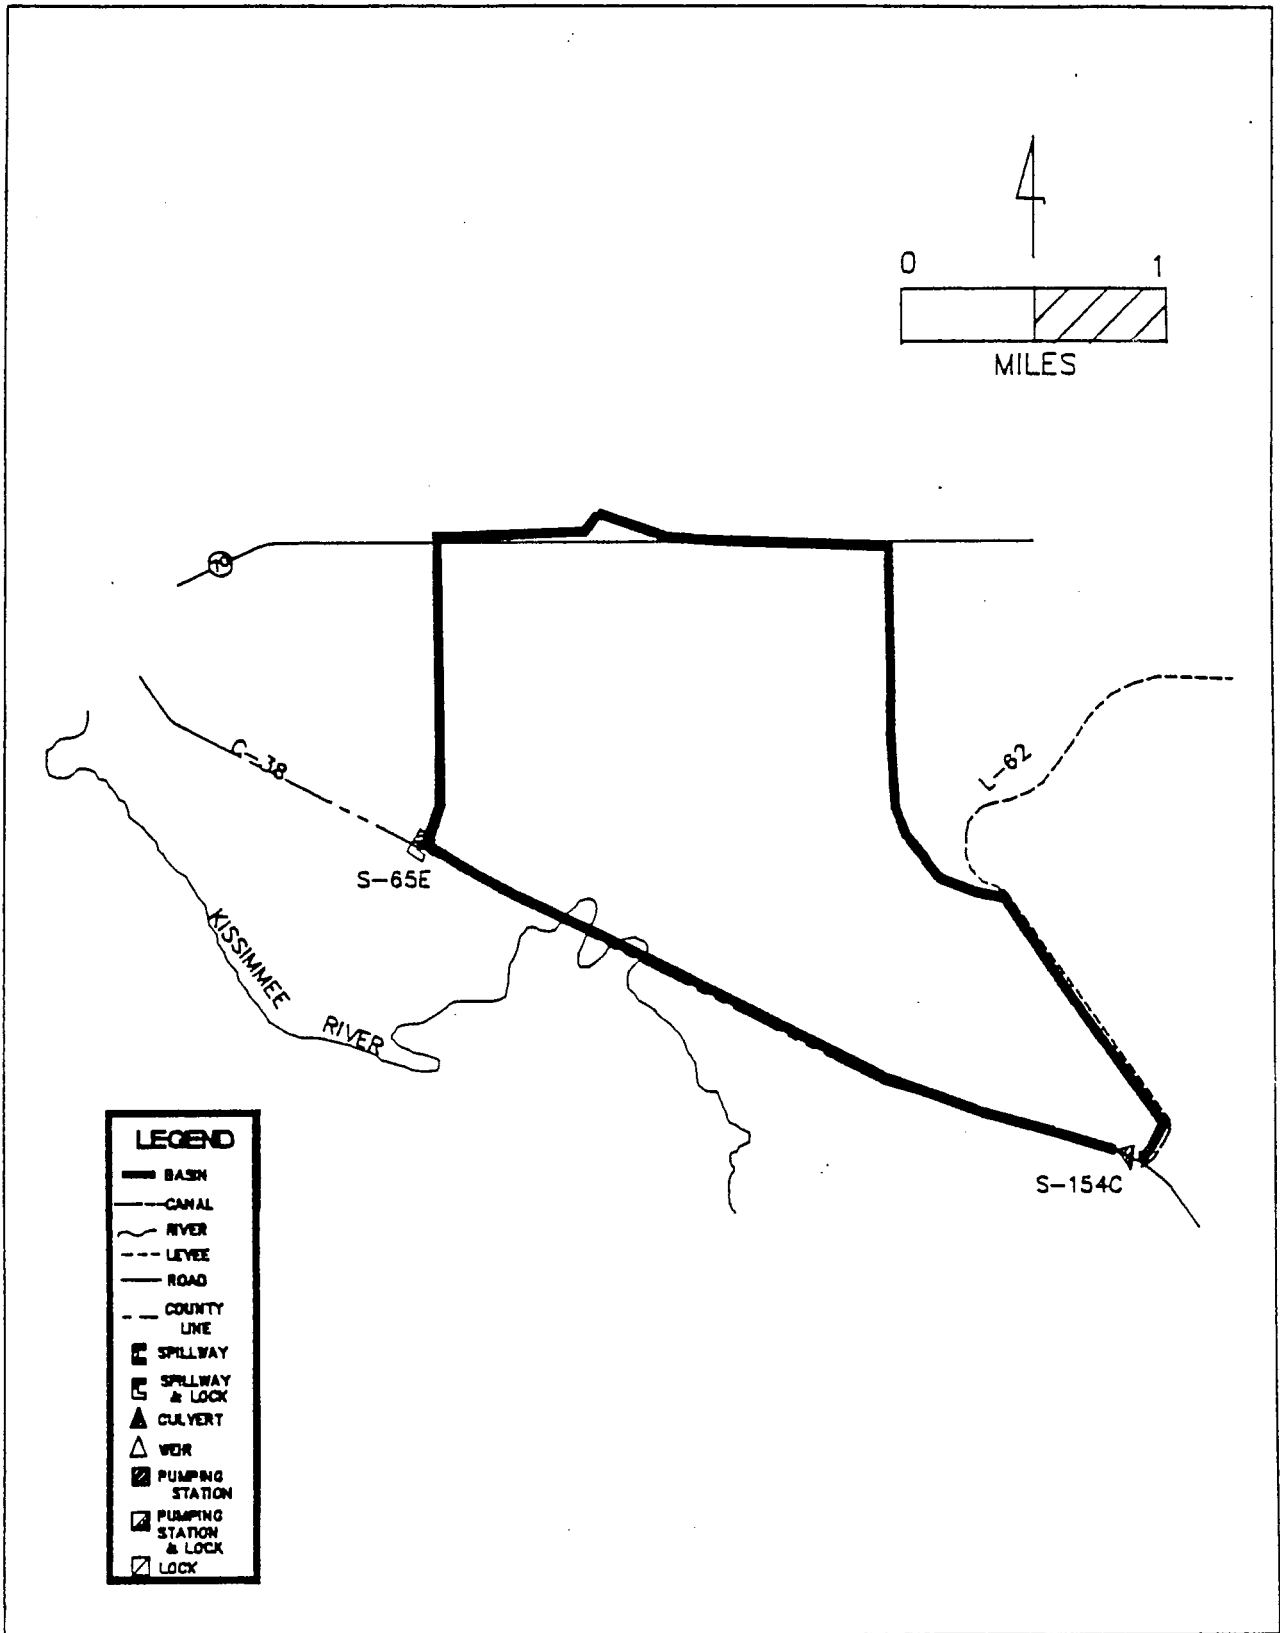 0 1
MILES
70
C-38
L-62
S-65E
KISSIMMEE
RIVER
S-154C
LEGEND
BASIN
CANAL
RIVER
LEVEE
ROAD
COUNTY
LINE
SPILLWAY
SPILLWAY
& LOCK
CULVERT
WEIR
PUMPING
STATION
PUMPING
STATION
& LOCK
LOCK